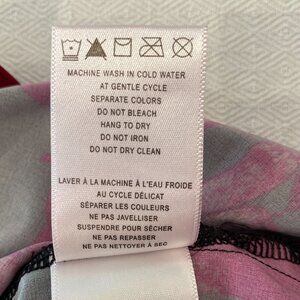 MACHINE WASH IN COLD WATER
AT GENTLE CYCLE
SEPARATE COLORS
DO NOT BLEACH
HANG TO DRY
DO NOT IRON
DO NOT DRY CLEAN
LAVER À LA MACHINE À L'EAU FROIDE
AU CYCLE DÉLICAT
SÉPARER LES COULEURS
NE PAS JAVELLISER
SUSPENDRE POUR SÉCHER
NE PAS REPASSER
NE PAS NETTOYER À SEC